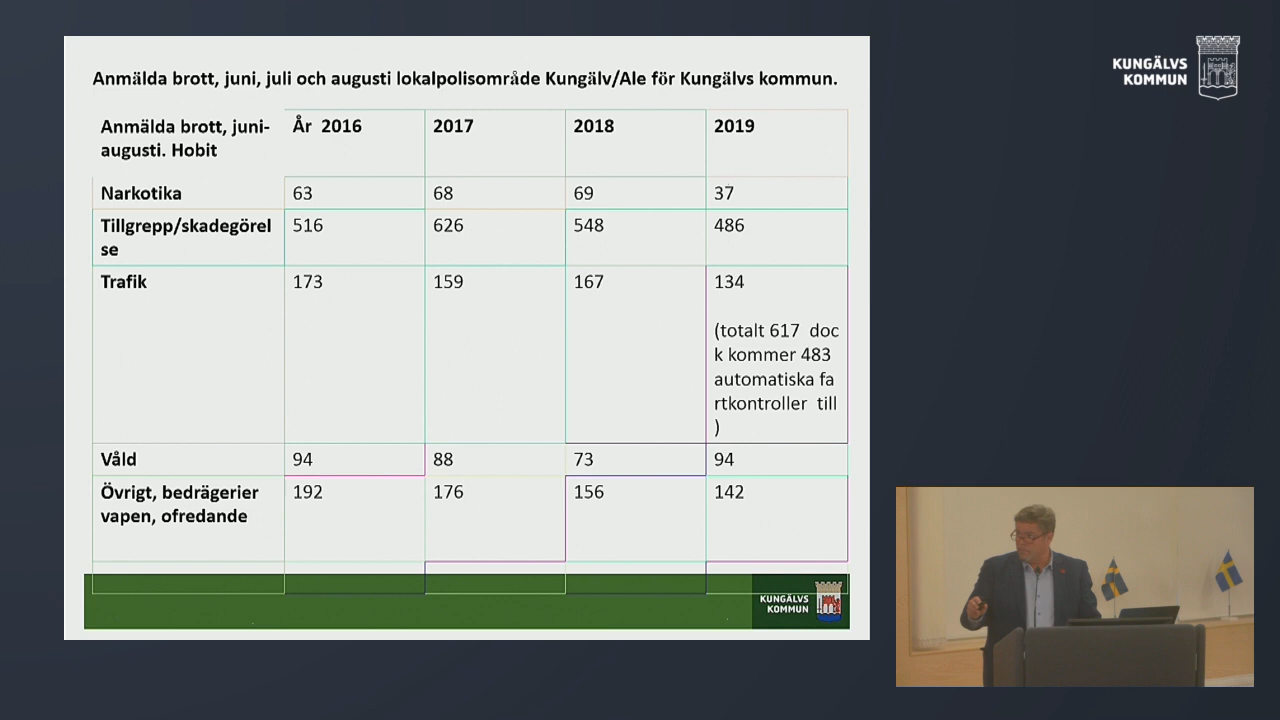 Anmälda brott, juni, juli och augusti lokalpolisområde Kungälv/Ale för Kungälvs kommun.
Anmälda brott, juni-
augusti. Hobit
År 2016
2017
2018
2019
Narkotika
63
68
69
37
Tillgrepp/skadegörel
se
516
626
548
486
Trafik
173
159
167
134
(totalt 617 doc
k kommer 483
automatiska fa
rtkontroller till
)
Våld
94
88
73
94
Övrigt, bedrägerier
vapen, ofredande
192
176
156
142
KUNGÄLVS
KOMMUN
KUNGÄLVS
KOMMUN